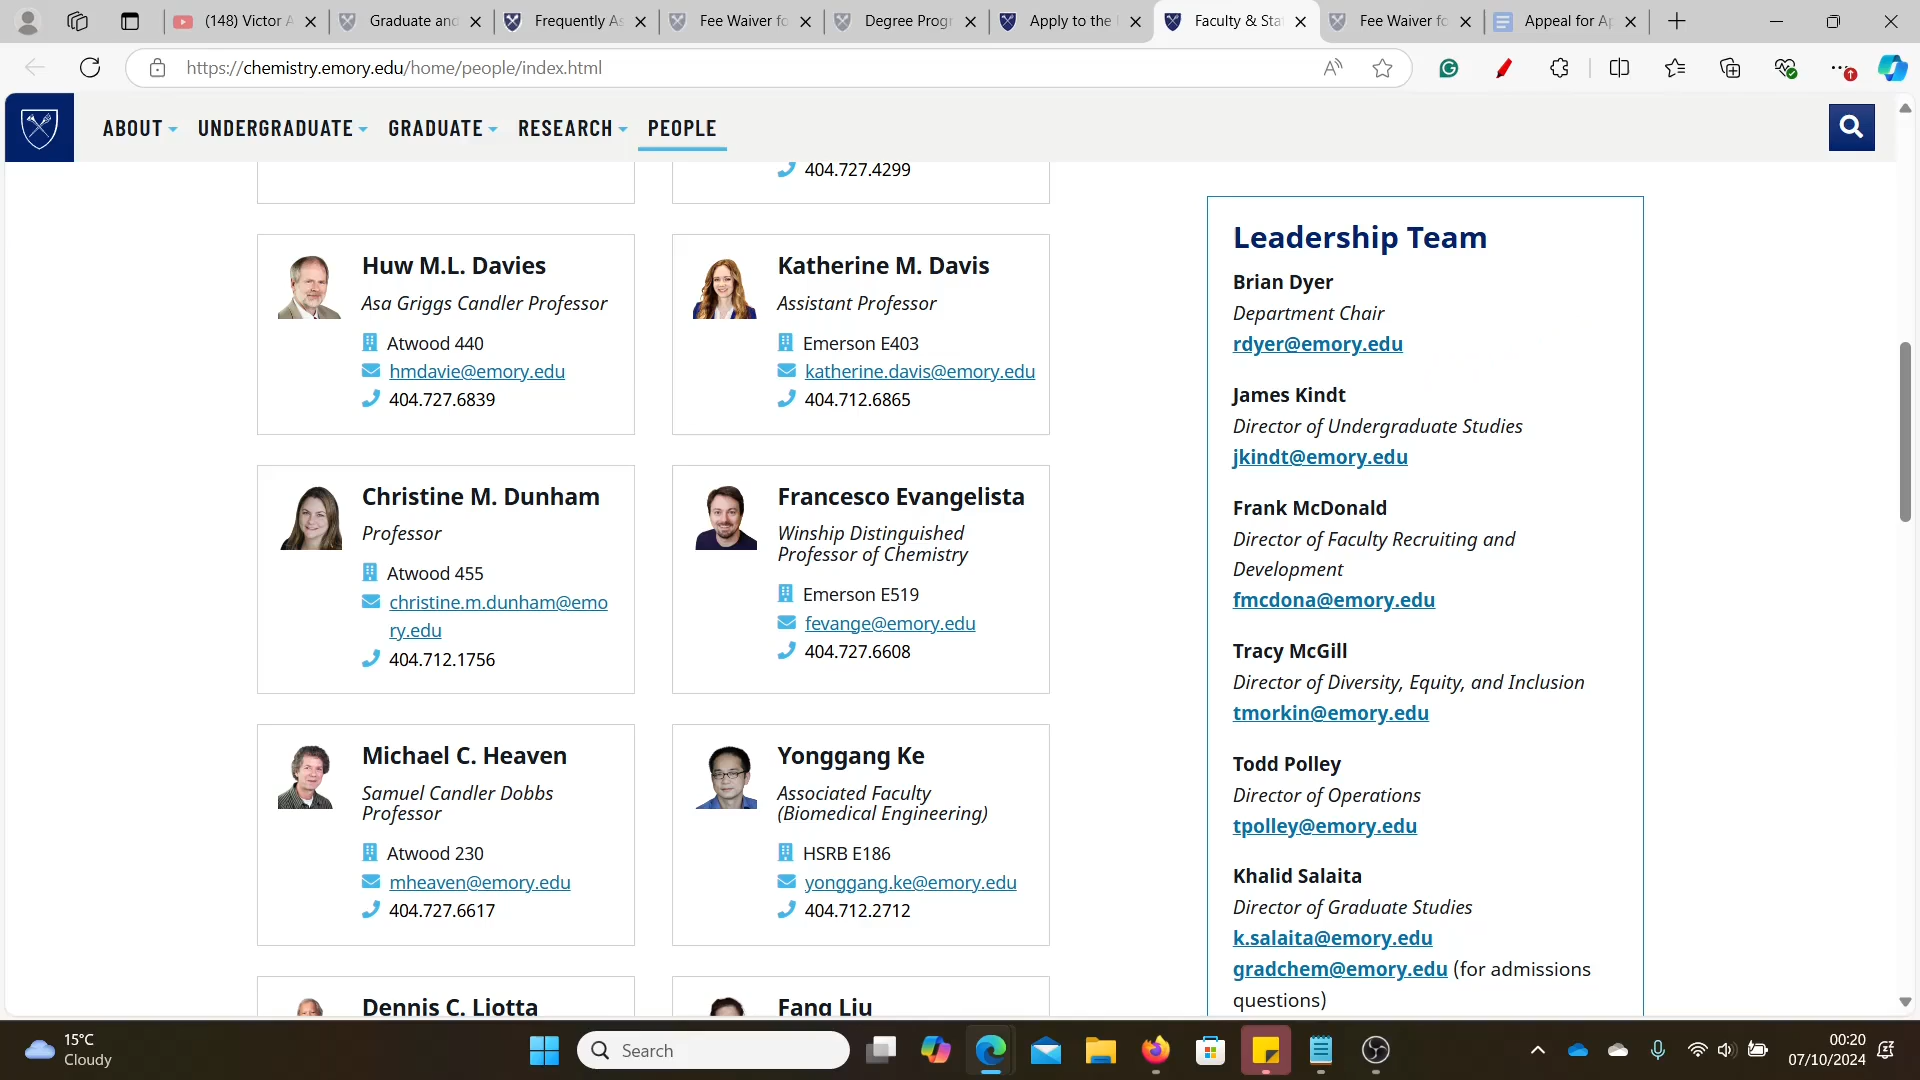 (148) Victor A
Graduate and
Frequently As
Fee Waiver fo
Degree Progr
Apply to the
Faculty & Sta
Fee Waiver fo
Appeal for Ap
https://chemistry.emory.edu/home/people/index.html
ABOUT
UNDERGRADUATE
GRADUATE
RESEARCH
PEOPLE
404.727.4299
Huw M.L. Davies
Asa Griggs Candler Professor
Atwood 440
hmdavie@emory.edu
404.727.6839
Katherine M. Davis
Assistant Professor
Emerson E403
katherine.davis@emory.edu
404.712.6865
Christine M. Dunham
Professor
Atwood 455
christine.m.dunham@emo
ry.edu
404.712.1756
Francesco Evangelista
Winship Distinguished
Professor of Chemistry
Emerson E519
fevange@emory.edu
404.727.6608
Michael C. Heaven
Samuel Candler Dobbs
Professor
Atwood 230
mheaven@emory.edu
404.727.6617
Yonggang Ke
Associated Faculty
(Biomedical Engineering)
HSRB E186
yonggang.ke@emory.edu
404.712.2712
Dennis C. Liotta
Fang Liu
Leadership Team
Brian Dyer
Department Chair
rdyer@emory.edu
James Kindt
Director of Undergraduate Studies
jkindt@emory.edu
Frank McDonald
Director of Faculty Recruiting and
Development
fmcdona@emory.edu
Tracy McGill
Director of Diversity, Equity, and Inclusion
tmorkin@emory.edu
Todd Polley
Director of Operations
tpolley@emory.edu
Khalid Salaita
Director of Graduate Studies
k.salaita@emory.edu
gradchem@emory.edu (for admissions
questions)
15°C
Cloudy
Search
00:20
07/10/2024